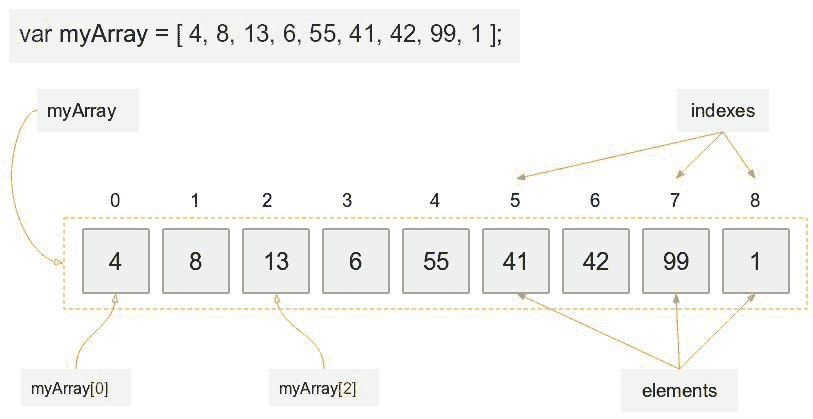 var myArray = [ 4, 8, 13, 6, 55, 41, 42, 99, 1 ];
myArray
indexes
0 1 2 3 4 5 6 7 8
4 8 13 6 55 41 42 99 1
myArray[0]
myArray[2]
elements